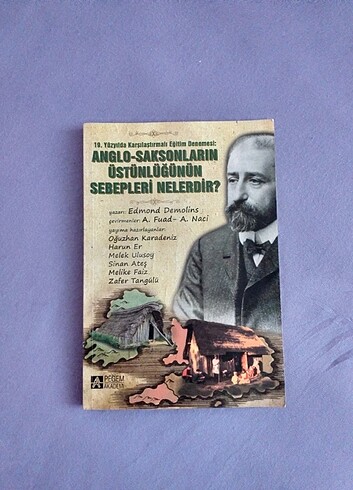 19. Yüzyılda Karşılaştırmalı Eğitim Denemesi:
ANGLO-SAKSONLARIN
ÜSTÜNLÜĞÜNÜN
SEBEPLERİ NELERDİR?
yazarı: Edmond Demolins
çevirmenler: A. Fuad- A. Naci
yayıma hazırlayanlar:
Oğuzhan Karadeniz
Harun Er
Melek Ulusoy
Sinan Ateş
Melike Faiz
Zafer Tangülü
PEGEM
AKADEMİ